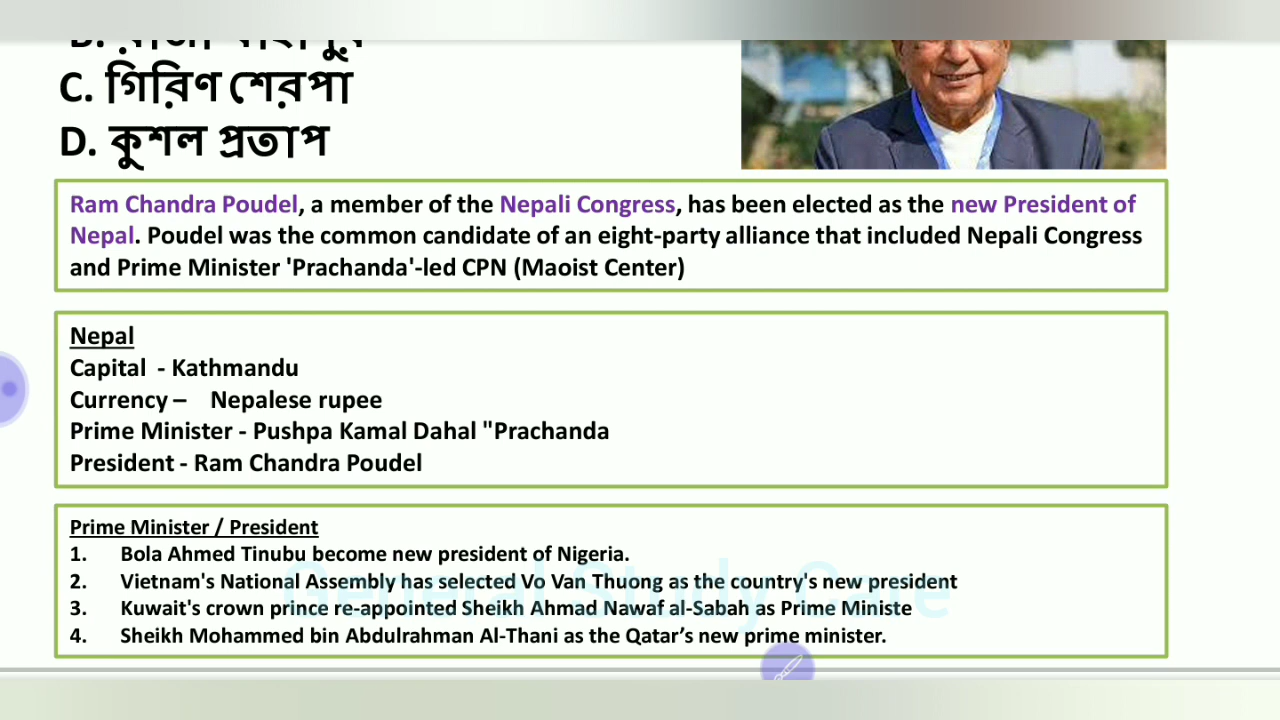 C. গিরিণ শেরপা
D. কুশল প্রতাপ
Ram Chandra Poudel, a member of the Nepali Congress, has been elected as the new President of
Nepal. Poudel was the common candidate of an eight-party alliance that included Nepali Congress
and Prime Minister 'Prachanda'-led CPN (Maoist Center)
Nepal
Capital - Kathmandu
Currency – Nepalese rupee
Prime Minister - Pushpa Kamal Dahal "Prachanda
President - Ram Chandra Poudel
Prime Minister / President
1. Bola Ahmed Tinubu become new president of Nigeria.
2. Vietnam's National Assembly has selected Vo Van Thuong as the country's new president
3. Kuwait's crown prince re-appointed Sheikh Ahmad Nawaf al-Sabah as Prime Ministe
4. Sheikh Mohammed bin Abdulrahman Al-Thani as the Qatar’s new prime minister.
General Study Cafe